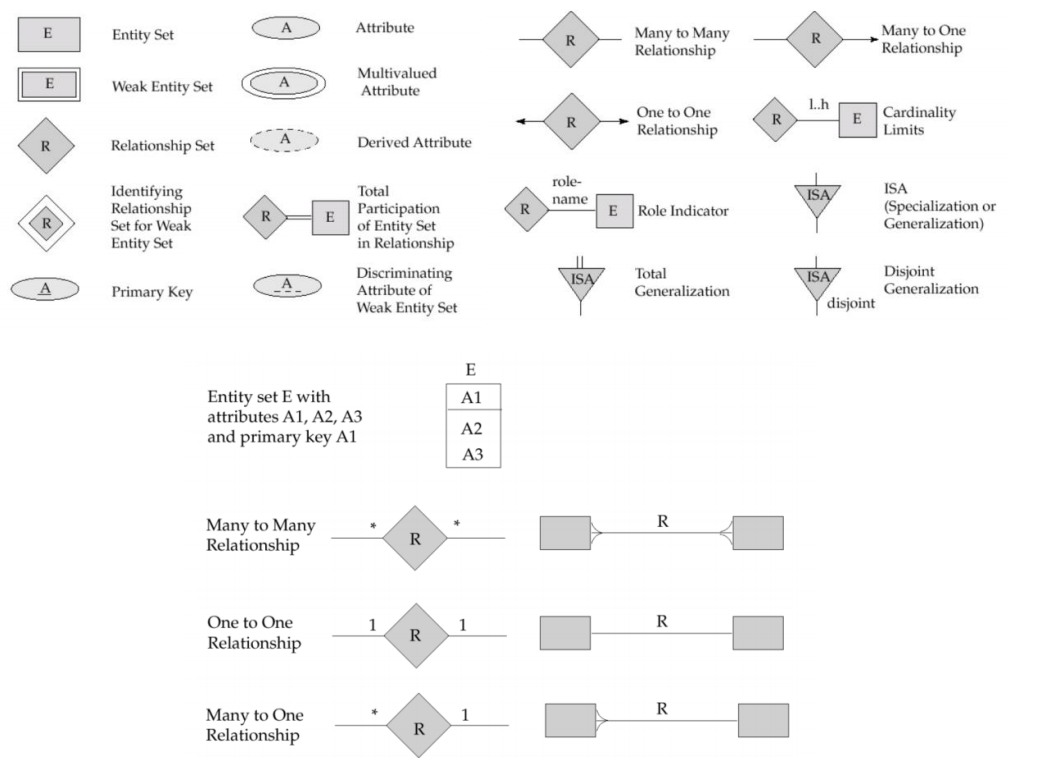 E
Entity Set
A
Attribute
R
Many to Many
Relationship
R
Many to One
Relationship
E
Weak Entity Set
A
Multivalued
Attribute
R
One to One
Relationship
R
l..h
E
Cardinality
Limits
R
Relationship Set
A
Derived Attribute
R
Identifying
Relationship
Set for Weak
Entity Set
R
E
Total
Participation
of Entity Set
in Relationship
R
role-
name
E
Role Indicator
ISA
ISA
(Specialization or
Generalization)
A
Primary Key
A
Discriminating
Attribute of
Weak Entity Set
ISA
Total
Generalization
ISA
disjoint
Disjoint
Generalization
Entity set E with
attributes A1, A2, A3
and primary key A1
E
A1
A2
A3
Many to Many
Relationship
* R *
R
One to One
Relationship
1 R 1
R
Many to One
Relationship
* R 1
R